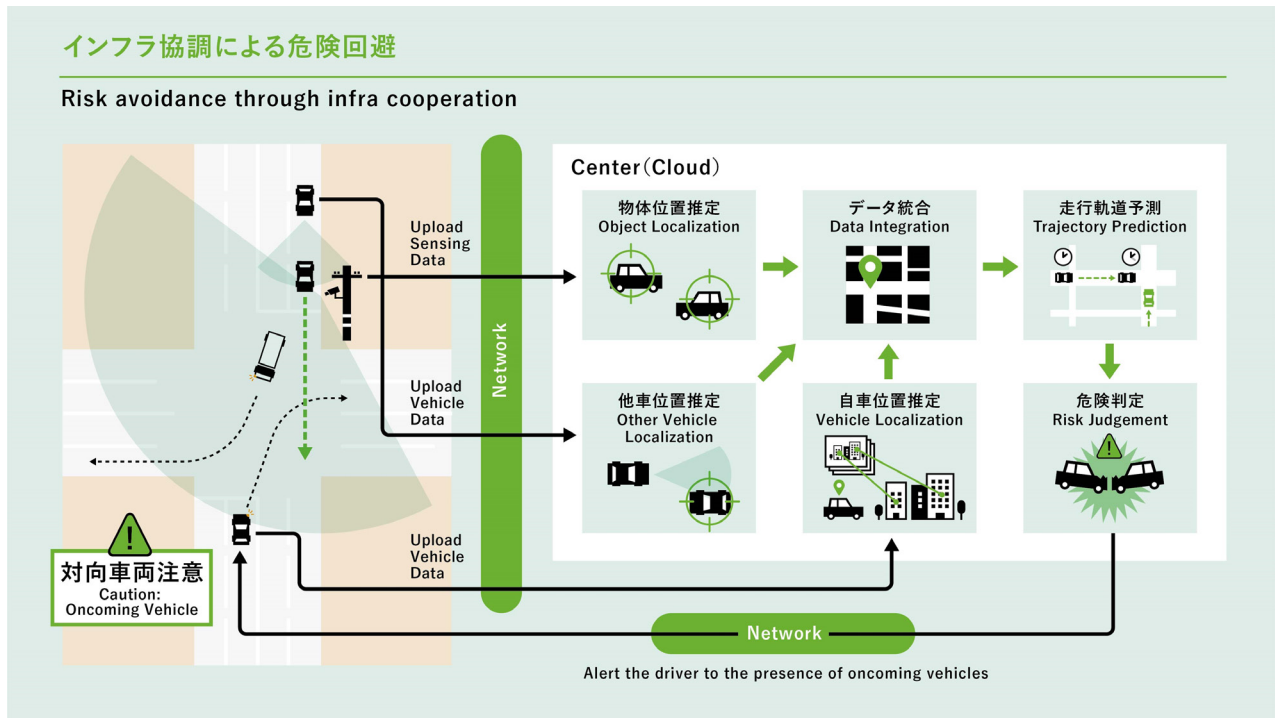 インフラ協調による危険回避
Risk avoidance through infra cooperation
対向車両注意
Caution:
Oncoming Vehicle
Upload
Sensing
Data
Upload
Vehicle
Data
Upload
Vehicle
Data
Network
Center(Cloud)
物体位置推定
Object Localization
データ統合
Data Integration
走行軌道予測
Trajectory Prediction
他車位置推定
Other Vehicle
Localization
自車位置推定
Vehicle Localization
危険判定
Risk Judgement
Network
Alert the driver to the presence of oncoming vehicles